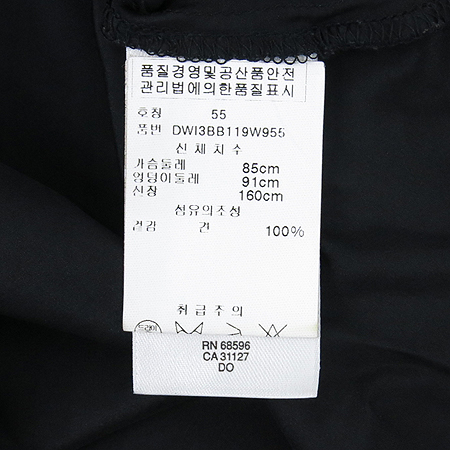 품질경영및공산품안전
관리법에의한품질표시
호칭 55
품번 DWI3BB119W955
신체치수
가슴둘레 85cm
엉덩이둘레 91cm
신장 160cm
섬유의조성
겉감 견 100%
취급주의
드라이
RN 68596
CA 31127
DO